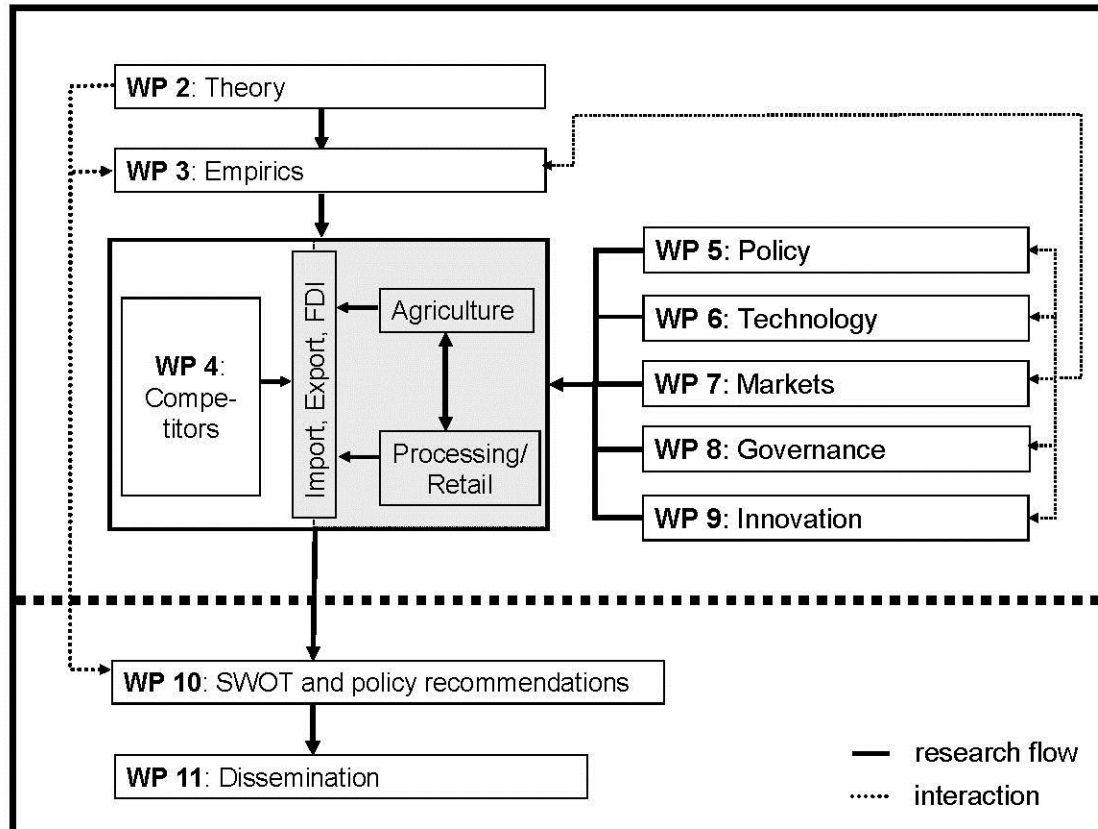 WP 2: Theory
WP 3: Empirics
WP 4:
Compe-
titors
Import, Export, FDI
Agriculture
Processing/
Retail
WP 5: Policy
WP 6: Technology
WP 7: Markets
WP 8: Governance
WP 9: Innovation
WP 10: SWOT and policy recommendations
WP 11: Dissemination
research flow
interaction